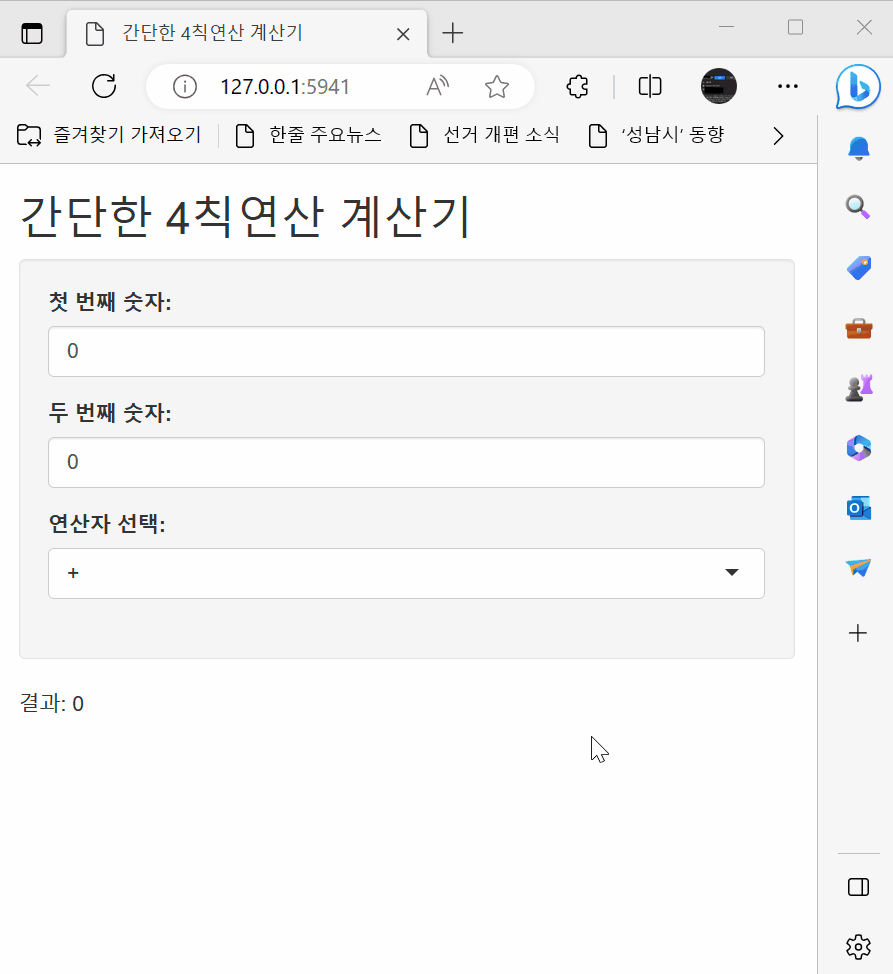 간단한 4칙연산 계산기
127.0.0.1:5941
즐겨찾기 가져오기 한줄 주요뉴스 선거 개편 소식 ‘성남시’ 동향
간단한 4칙연산 계산기
첫 번째 숫자:
0
두 번째 숫자:
0
연산자 선택:
+
결과: 0